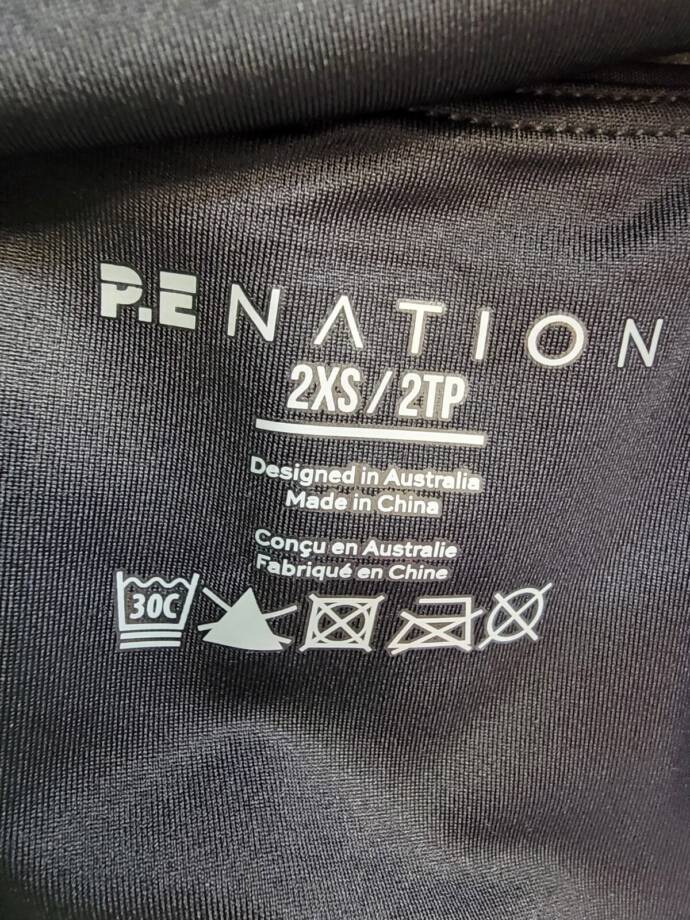 P.E NATION
2XS / 2TP
Designed in Australia
Made in China
Conçu en Australie
Fabriqué en Chine
30C